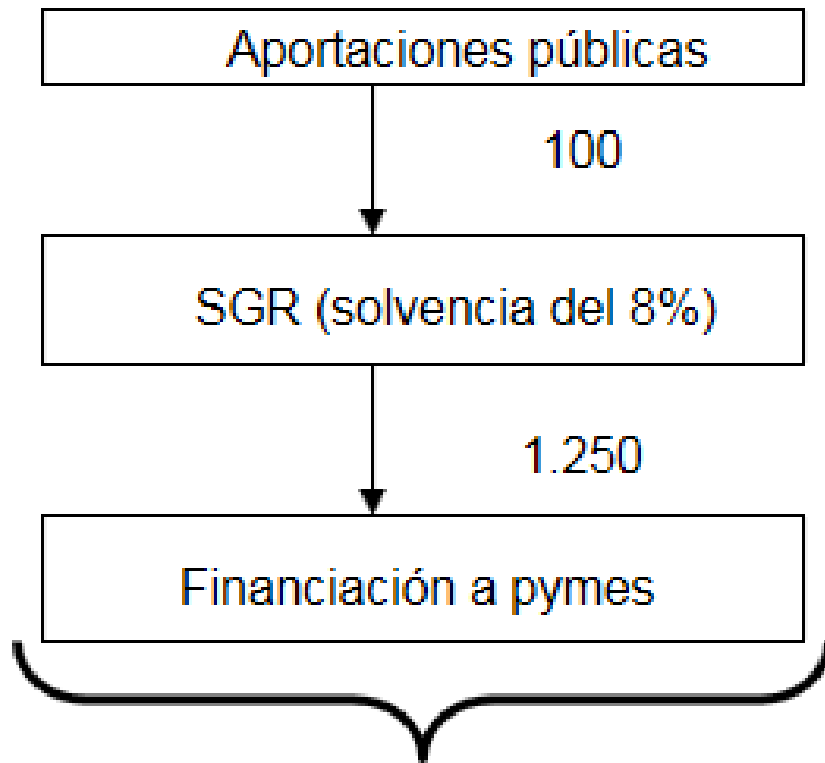 Aportaciones públicas
100
SGR (solvencia del 8%)
1.250
Financiación a pymes